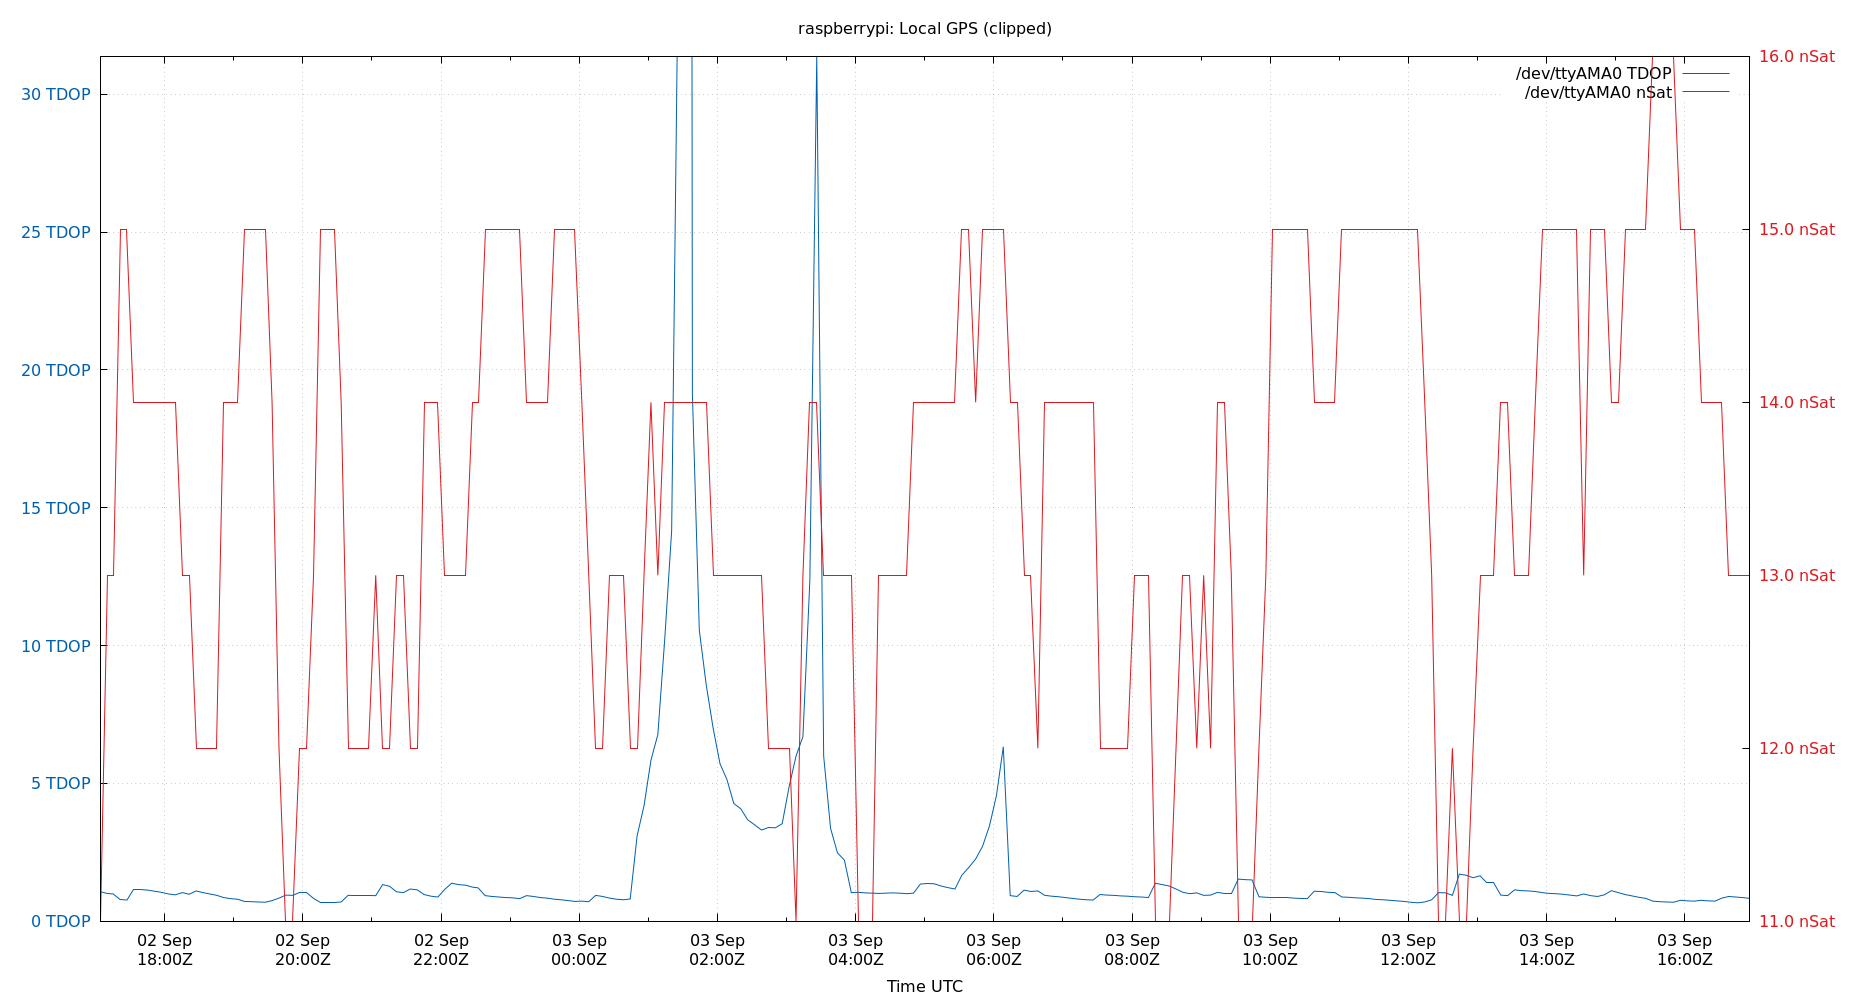 raspberrypi: Local GPS (clipped)
/dev/ttyAMA0 TDOP
/dev/ttyAMA0 nSat
30 TDOP
25 TDOP
20 TDOP
15 TDOP
10 TDOP
5 TDOP
0 TDOP
16.0 nSat
15.0 nSat
14.0 nSat
13.0 nSat
12.0 nSat
11.0 nSat
02 Sep
18:00Z
02 Sep
20:00Z
02 Sep
22:00Z
03 Sep
00:00Z
03 Sep
02:00Z
03 Sep
04:00Z
03 Sep
06:00Z
03 Sep
08:00Z
03 Sep
10:00Z
03 Sep
12:00Z
03 Sep
14:00Z
03 Sep
16:00Z
Time UTC